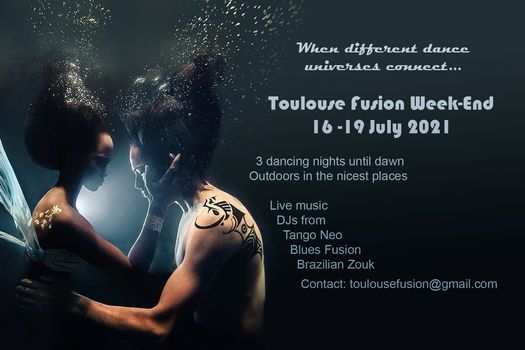 When different dance
universes connect...
Toulouse Fusion Week-End
16 -19 July 2021
3 dancing nights until dawn
Outdoors in the nicest places
Live music
DJs from
Tango Neo
Blues Fusion
Brazilian Zouk
Contact: toulousefusion@gmail.com